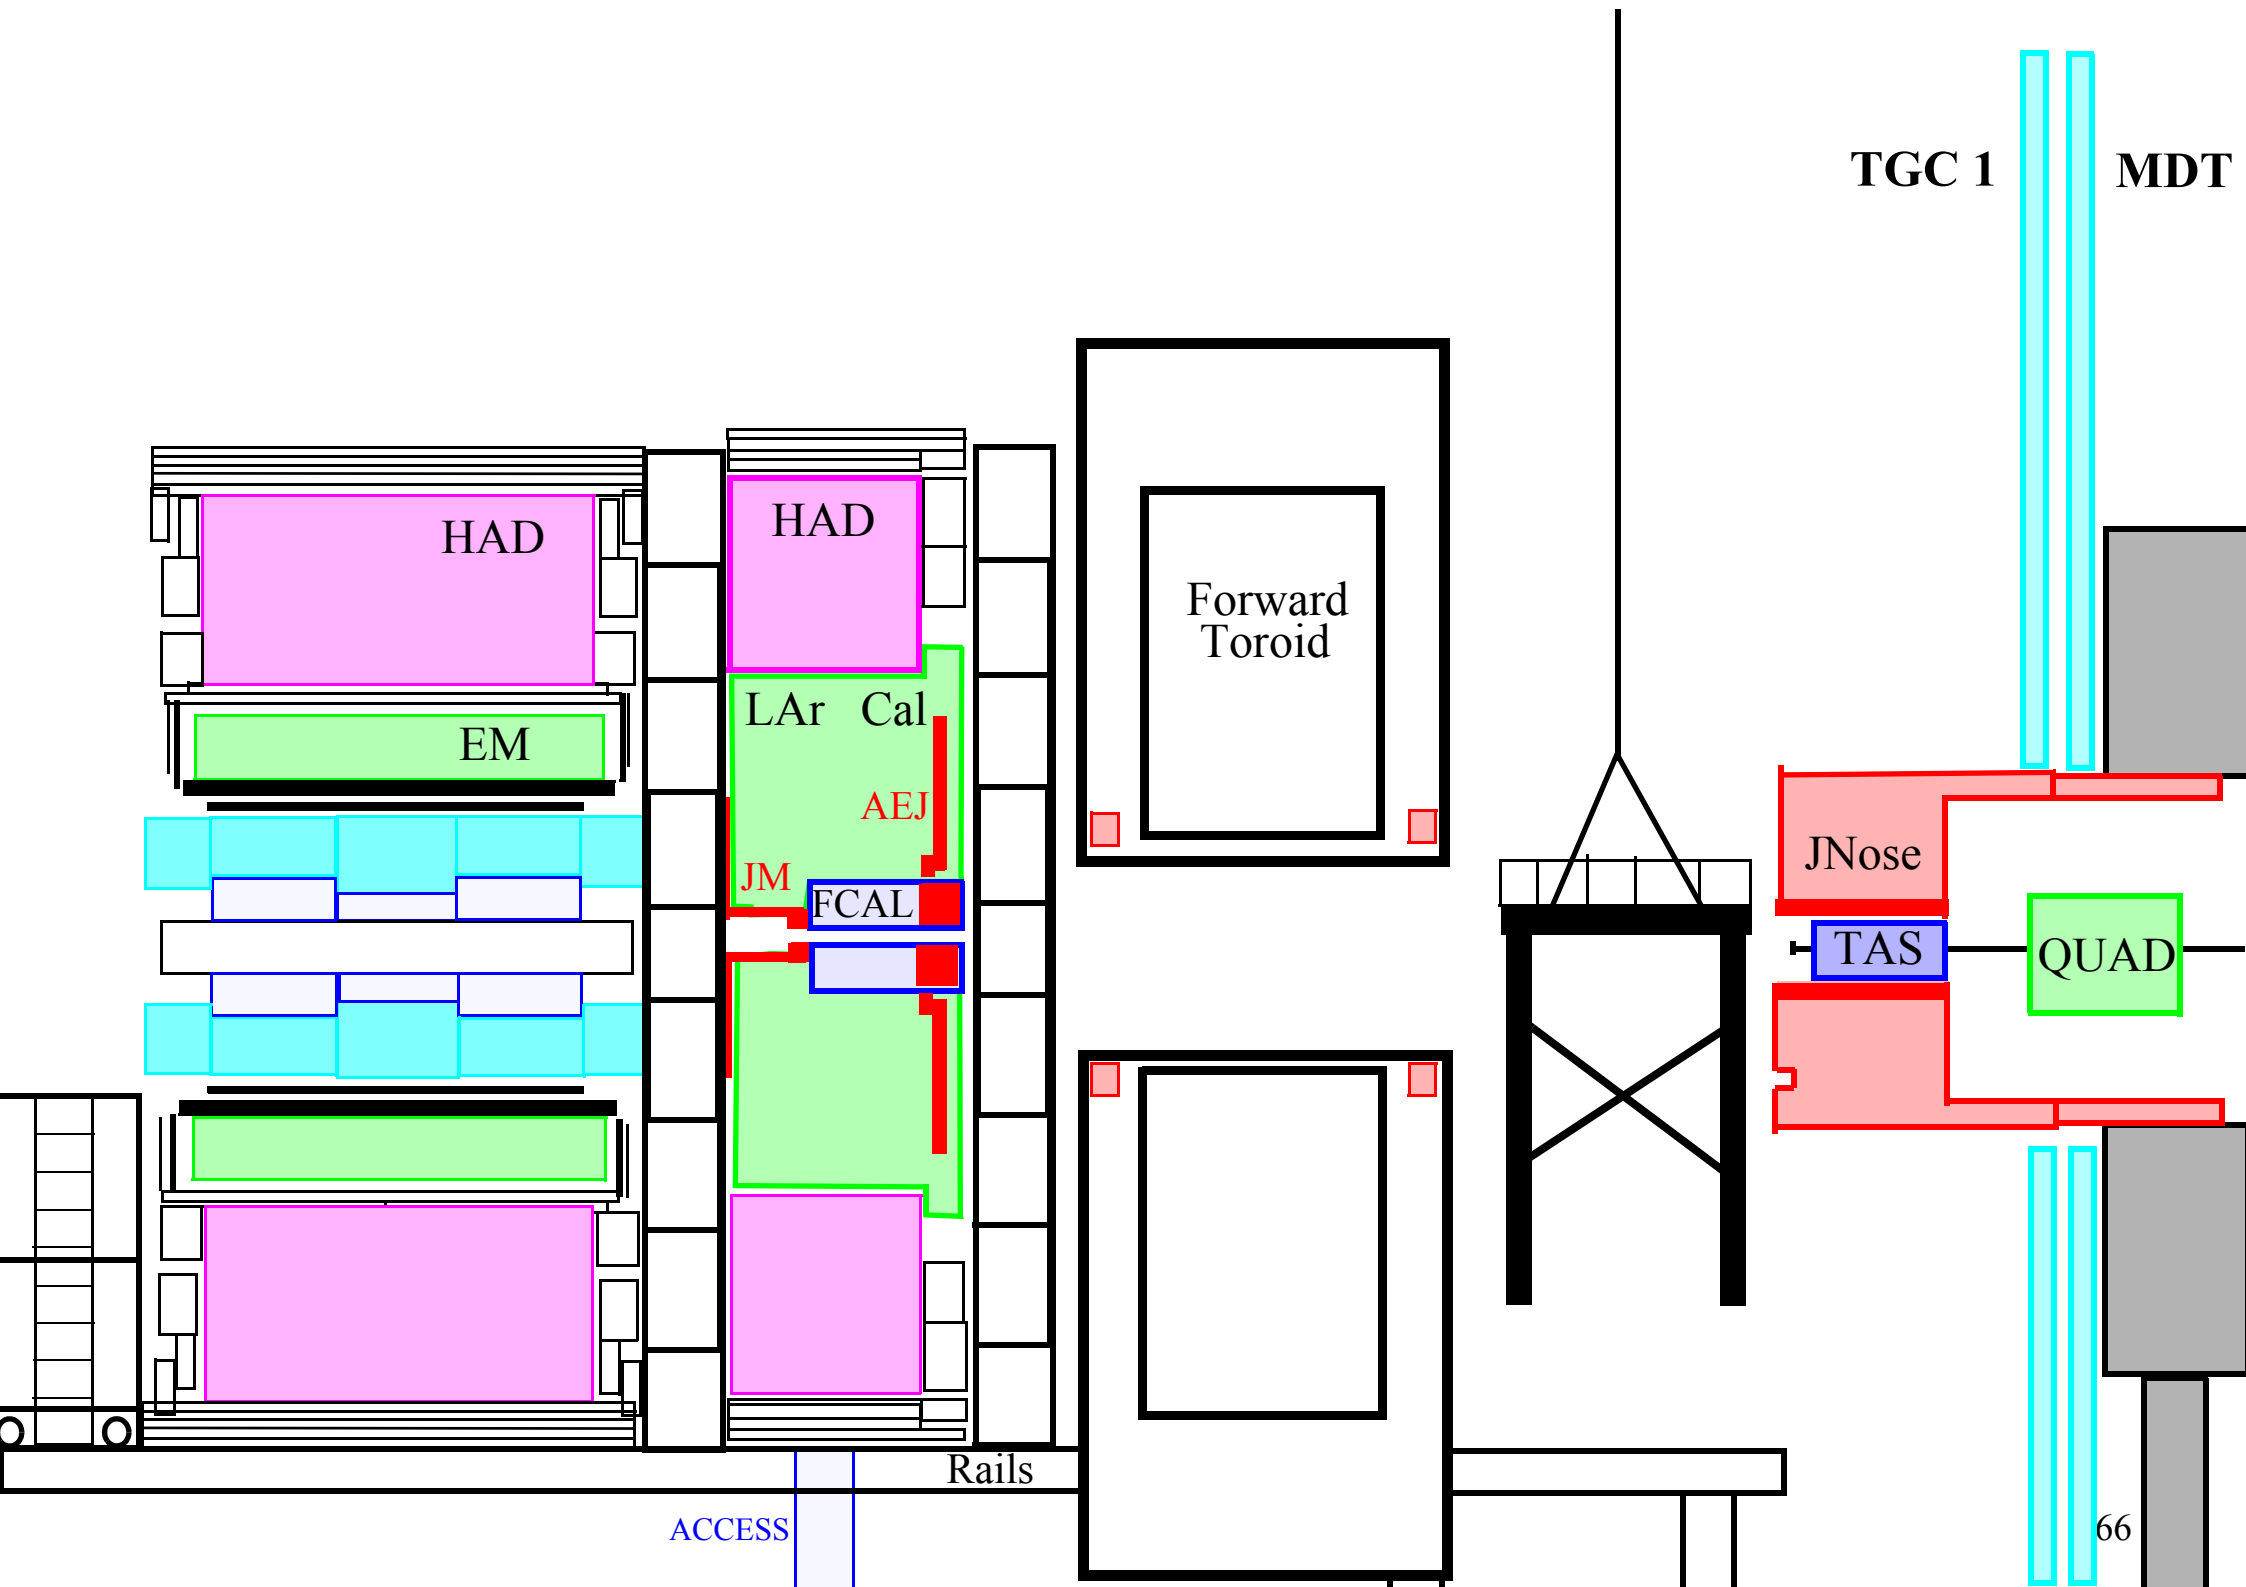 TGC 1
MDT
HAD
HAD
Forward
Toroid
LAr Cal
EM
AEJ
JNose
JM
FCAL
TAS
QUAD
Rails
ACCESS
66